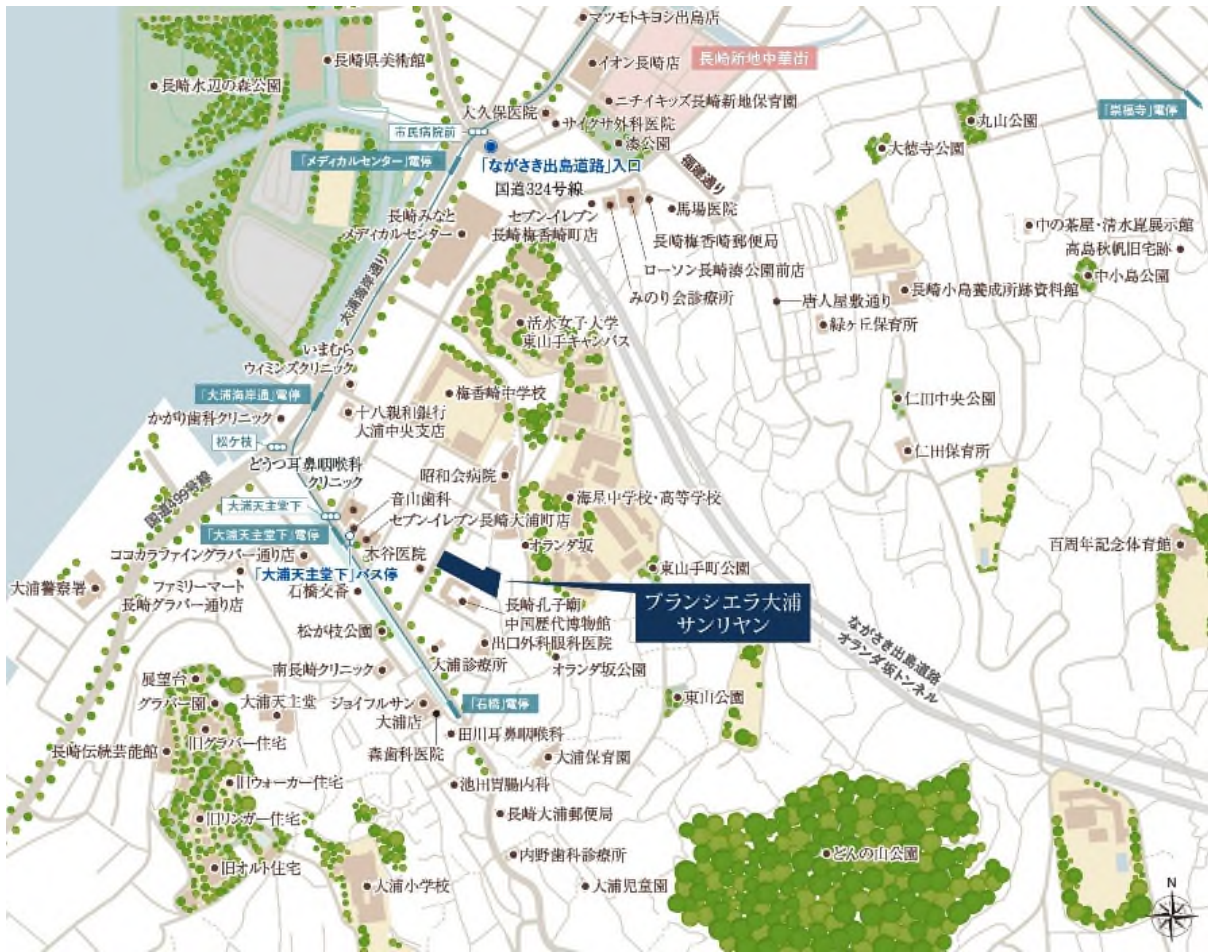 マツモトキヨシ出島店
長崎県美術館
イオン長崎店
長崎新地中華街
長崎水辺の森公園
ニチイキッズ長崎新地保育園
「崇福寺」電停
大久保医院
サイクサ外科医院
丸山公園
市民病院前
湊公園
大徳寺公園
「メディカルセンター」電停
「ながさき出島道路」入口
国道324号線
福建通り
セブンイレブン
長崎梅香崎町店
馬場医院
長崎みなと
メディカルセンター
長崎梅香崎郵便局
中の茶屋・清水崑展示館
高島秋帆旧宅跡
ローソン長崎湊公園前店
中小島公園
大浦海岸通り
みのり会診療所
唐人屋敷通り
長崎小島養成所跡資料館
活水女子大学
東山手キャンパス
緑ヶ丘保育所
いまむら
ウィミンズクリニック
「大浦海岸通」電停
梅香崎中学校
仁田中央公園
かがり歯科クリニック
十八親和銀行
大浦中央支店
松ケ枝
仁田保育所
どうつ耳鼻咽喉科
クリニック
昭和会病院
国道499号線
音山歯科
海星中学校・高等学校
大浦天主堂下
セブンイレブン長崎大浦町店
「大浦天主堂下」電停
オランダ坂
百周年記念体育館
ココカラファイングラバー通り店
木谷医院
東山手町公園
「大浦天主堂下」バス停
大浦警察署
ファミリーマート
長崎グラバー通り店
石橋交番
長崎孔子廟
中国歴代博物館
ブランシエラ大浦
サンリヤン
松が枝公園
出口外科眼科医院
ながさき出島道路
オランダ坂トンネル
大浦診療所
オランダ坂公園
南長崎クリニック
展望台
グラバー園
大浦天主堂
ジョイフルサン
大浦店
「石橋」電停
東山公園
旧グラバー住宅
田川耳鼻咽喉科
長崎伝統芸能館
森歯科医院
大浦保育園
旧ウォーカー住宅
池田胃腸内科
旧リンガー住宅
長崎大浦郵便局
内野歯科診療所
どんの山公園
旧オルト住宅
大浦小学校
大浦児童園
N